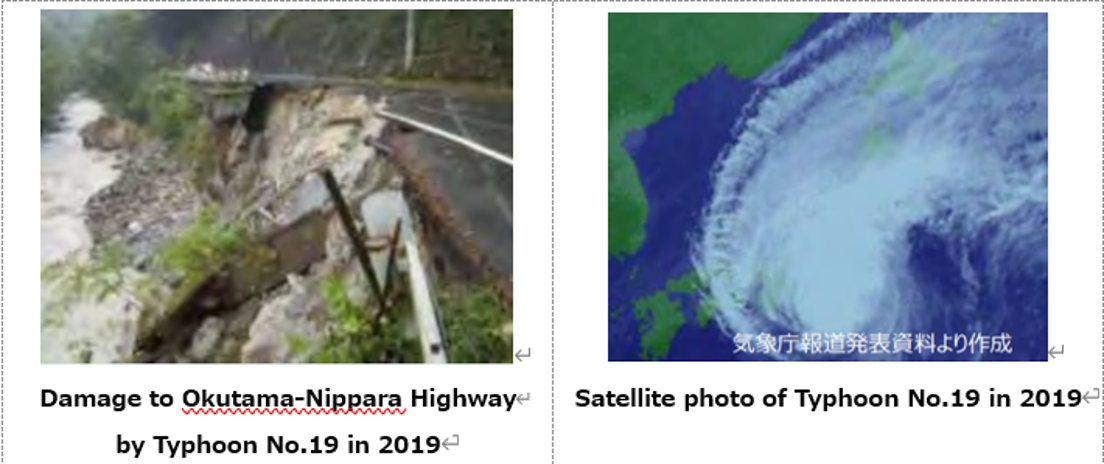 気象庁報道発表資料より作成
Damage to Okutama-Nippara Highway
by Typhoon No.19 in 2019
Satellite photo of Typhoon No.19 in 2019